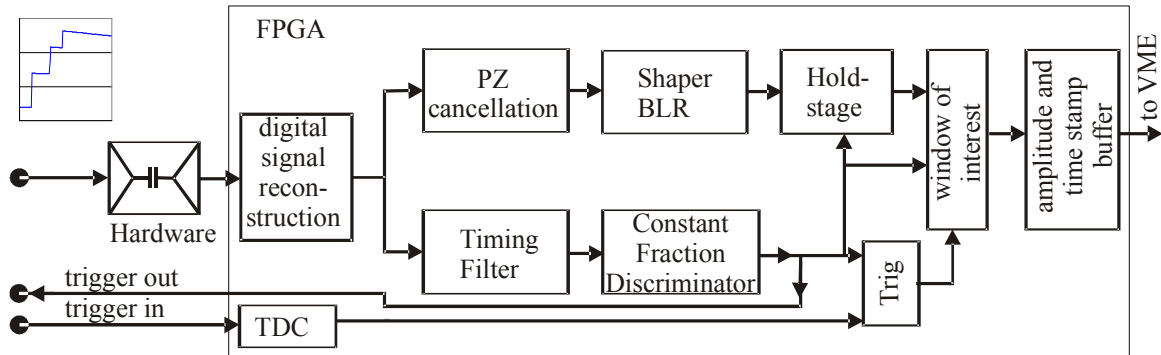 FPGA
PZ
cancellation
Shaper
BLR
Hold-
stage
window of
interest
amplitude and
time stamp
buffer
to VME
digital
signal
recon-
struction
Hardware
Timing
Filter
Constant
Fraction
Discriminator
Trig
trigger out
trigger in
TDC